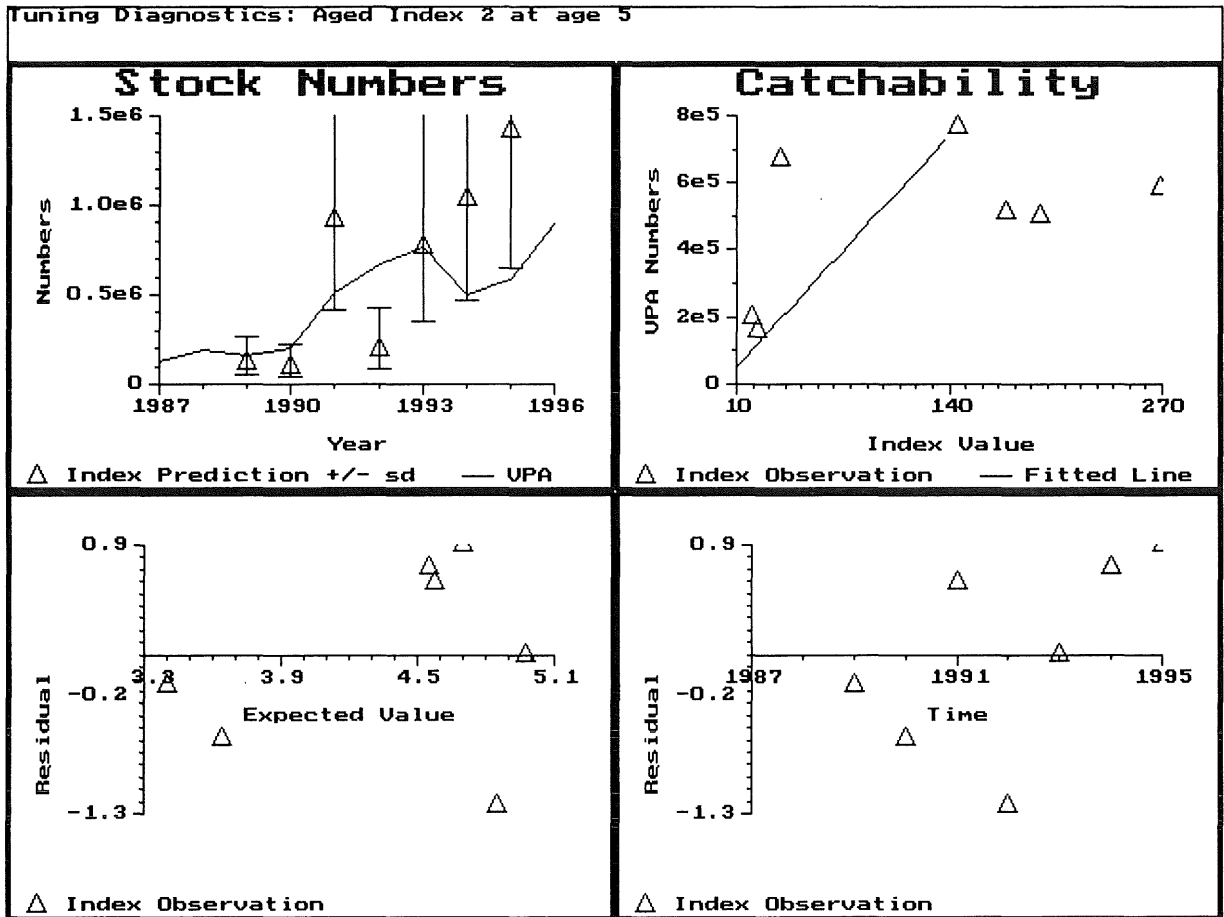 Tuning Diagnostics: Aged Index 2 at age 5
Stock Numbers
1.5e6
1.0e6
0.5e6
0
Numbers
1987 1990 1993 1996
Year
Index Prediction +/- sd VPA
Catchability
8e5
6e5
4e5
2e5
0
VPA Numbers
10 140 270
Index Value
Index Observation Fitted Line
0.9
-0.2
-1.3
Residual
3.3 3.9 4.5 5.1
Expected Value
Index Observation
0.9
-0.2
-1.3
Residual
1987 1991 1995
Time
Index Observation